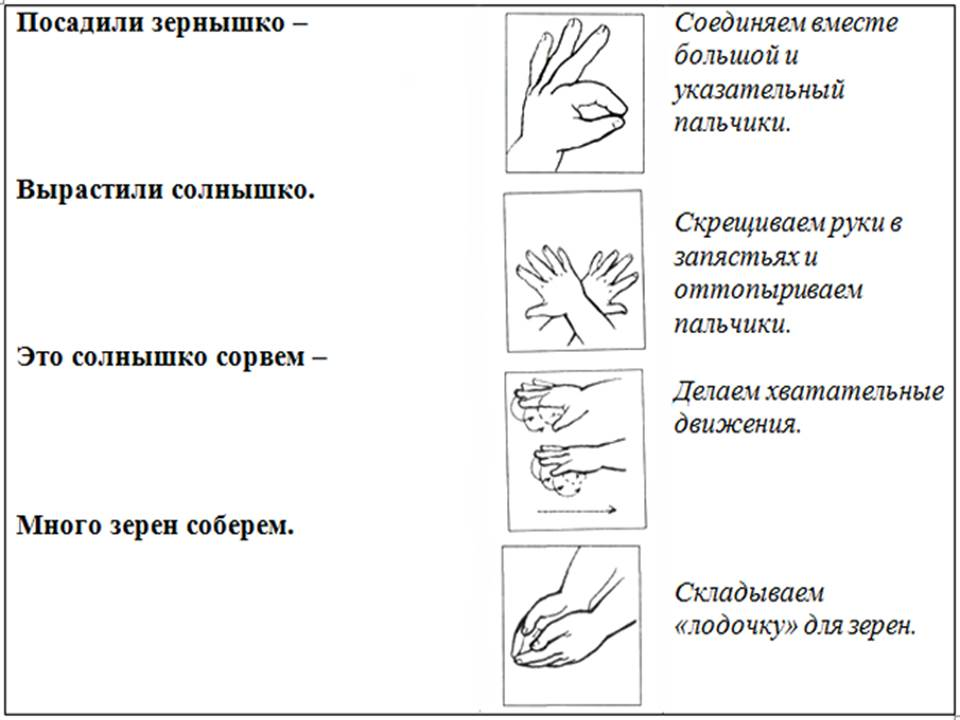 Посадили зернышко –
Соединяем вместе
большой и
указательный
пальчики.
Вырастили солнышко.
Скрещиваем руки в
запястьях и
оттопыриваем
пальчики.
Это солнышко сорвем –
Делаем хватательные
движения.
Много зерен соберем.
Складываем
«лодочку» для зерен.